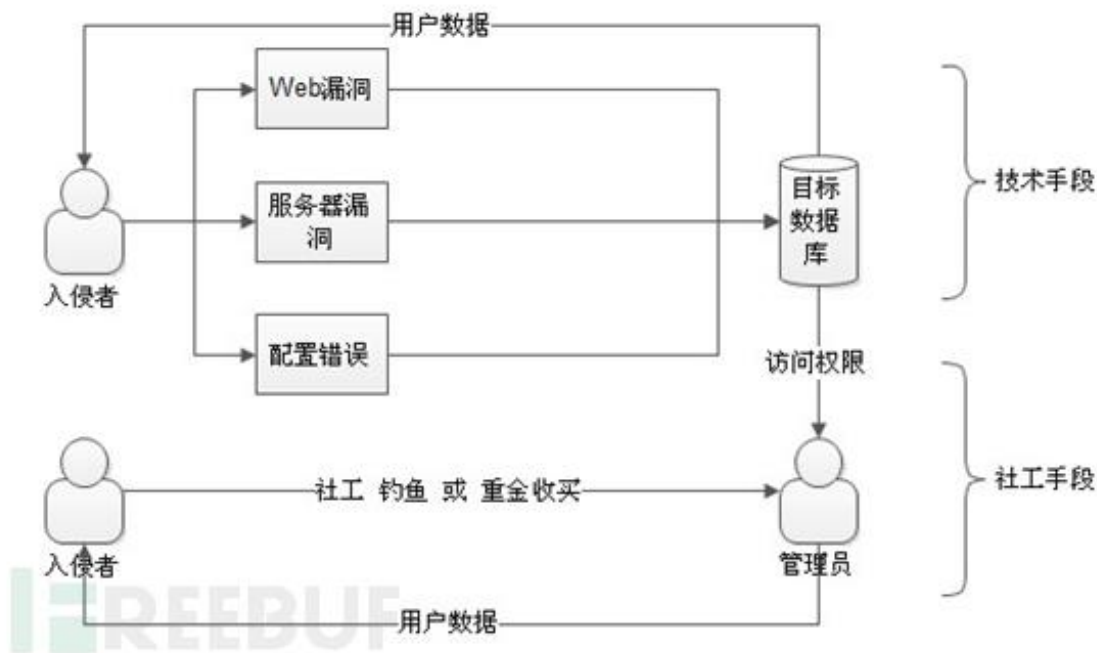 用户数据
Web漏洞
服务器漏
洞
配置错误
入侵者
目标
数据
库
技术手段
访问权限
社工 钓鱼 或 重金收买
入侵者
管理员
社工手段
用户数据
FREEBUF